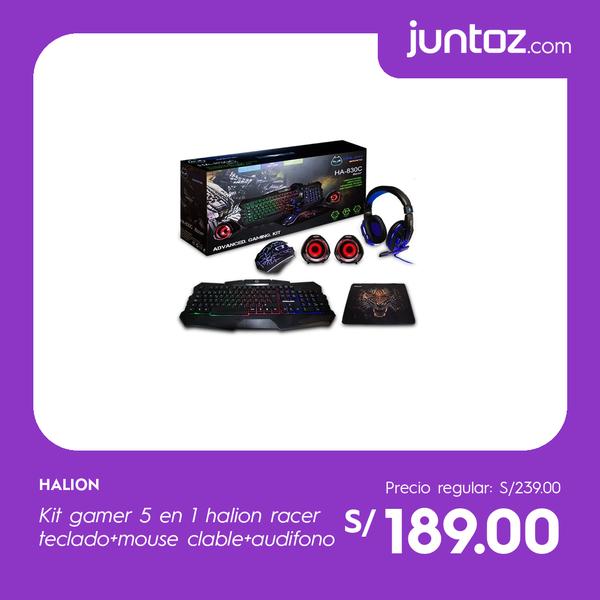 juntoz.com
HA-830C
ADVANCED. GAMING. KIT
HALION
Kit gamer 5 en 1 halion racer
teclado+mouse clable+audifono
Precio regular: S/239.00
S/189.00